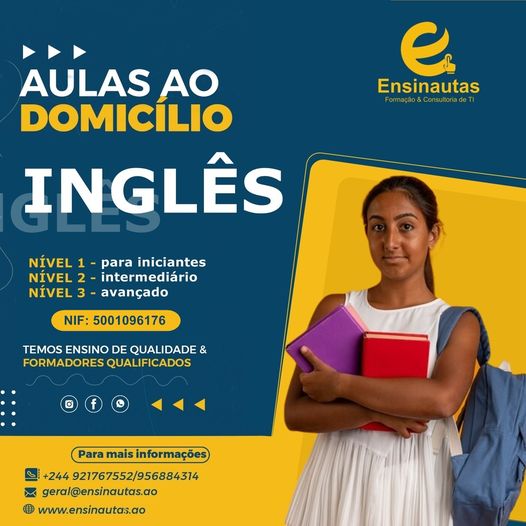 AULAS AO
DOMICÍLIO
Ensinautas
Formação & Consultoria de TI
INGLÊS
INGLÊS
NÍVEL 1 - para iniciantes
NÍVEL 2 - intermediário
NÍVEL 3 - avançado
NIF: 5001096176
TEMOS ENSINO DE QUALIDADE &
FORMADORES QUALIFICADOS
Para mais informações
+244 921767552/956884314
geral@ensinautas.ao
www.ensinautas.ao